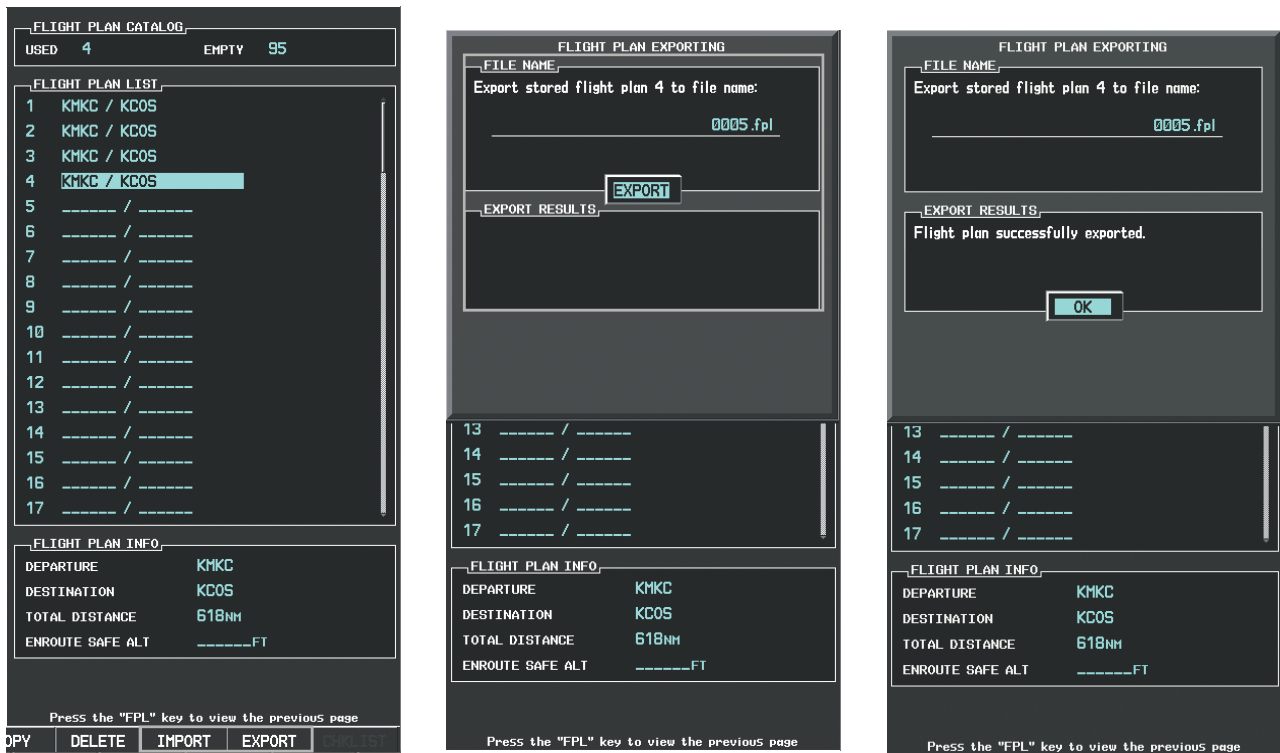 FLIGHT PLAN CATALOG
USED 4 EMPTY 95
FLIGHT PLAN LIST
1 KMKC / KCOS
2 KMKC / KCOS
3 KMKC / KCOS
4 KMKC / KCOS
5 ______ / ______
6 ______ / ______
7 ______ / ______
8 ______ / ______
9 ______ / ______
10 ______ / ______
11 ______ / ______
12 ______ / ______
13 ______ / ______
14 ______ / ______
15 ______ / ______
16 ______ / ______
17 ______ / ______
FLIGHT PLAN INFO
DEPARTURE KMKC
DESTINATION KCOS
TOTAL DISTANCE 618NM
ENROUTE SAFE ALT ______FT
Press the "FPL" key to view the previous page
OPY DELETE IMPORT EXPORT CHKLIST
FLIGHT PLAN EXPORTING
FILE NAME
Export stored flight plan 4 to file name:
0005.fpl
EXPORT
EXPORT RESULTS
13 ______ / ______
14 ______ / ______
15 ______ / ______
16 ______ / ______
17 ______ / ______
FLIGHT PLAN INFO
DEPARTURE KMKC
DESTINATION KCOS
TOTAL DISTANCE 618NM
ENROUTE SAFE ALT ______FT
Press the "FPL" key to view the previous page
FLIGHT PLAN EXPORTING
FILE NAME
Export stored flight plan 4 to file name:
0005.fpl
EXPORT RESULTS
Flight plan successfully exported.
OK
13 ______ / ______
14 ______ / ______
15 ______ / ______
16 ______ / ______
17 ______ / ______
FLIGHT PLAN INFO
DEPARTURE KMKC
DESTINATION KCOS
TOTAL DISTANCE 618NM
ENROUTE SAFE ALT ______FT
Press the "FPL" key to view the previous page